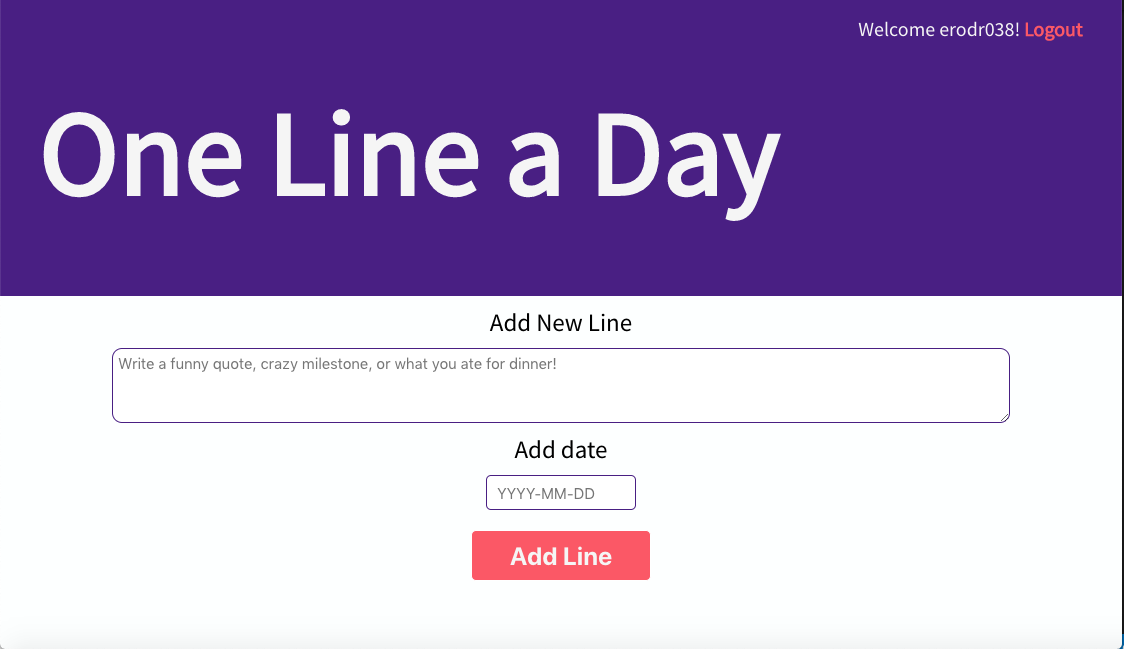 Welcome erodr038! Logout
One Line a Day
Add New Line
Write a funny quote, crazy milestone, or what you ate for dinner!
Add date
YYYY-MM-DD
Add Line